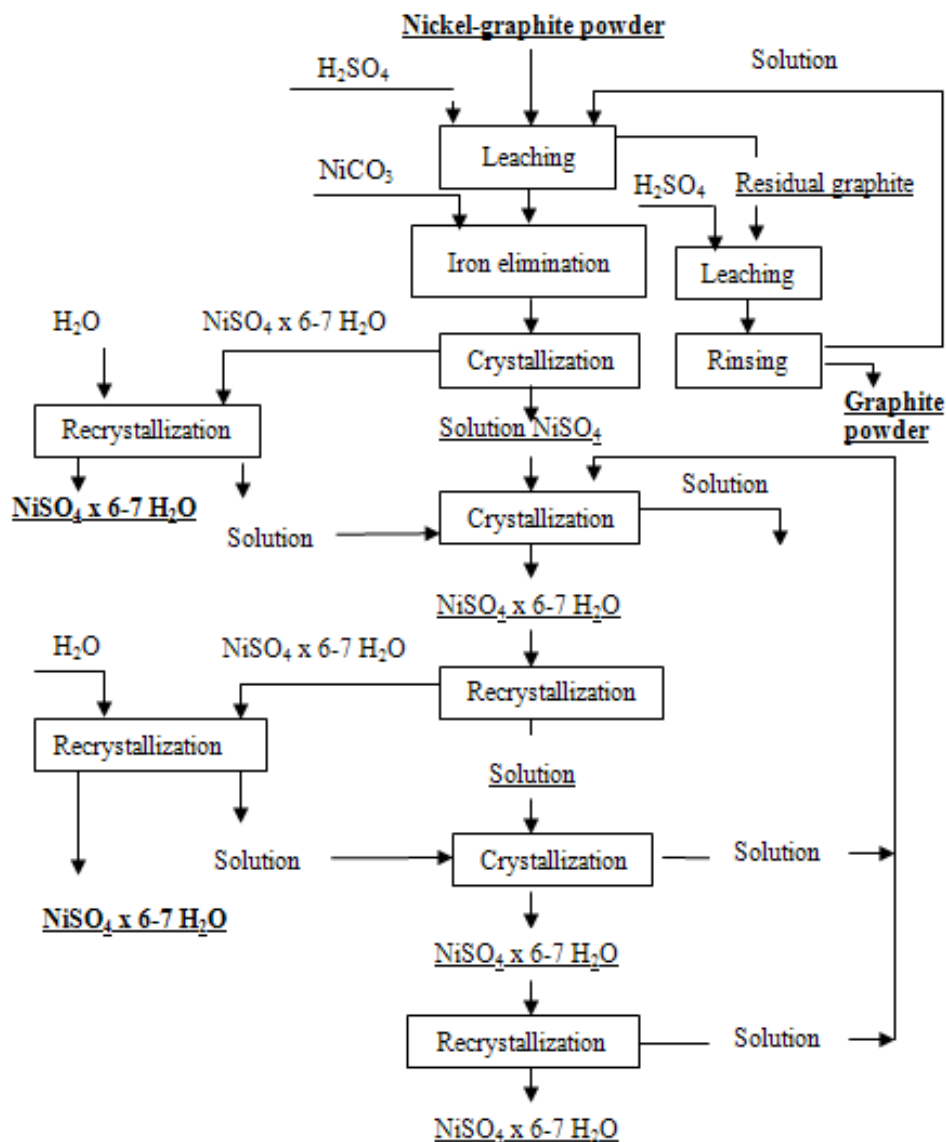 Nickel-graphite powder
H₂SO₄
Solution
Leaching
NiCO₃
H₂SO₄
Residual graphite
Iron elimination
Leaching
H₂O
NiSO₄ x 6-7 H₂O
Crystallization
Rinsing
Recrystallization
Solution NiSO₄
Graphite
powder
NiSO₄ x 6-7 H₂O
Solution
Crystallization
Solution
NiSO₄ x 6-7 H₂O
H₂O
NiSO₄ x 6-7 H₂O
Recrystallization
Recrystallization
Solution
Solution
Crystallization
Solution
NiSO₄ x 6-7 H₂O
NiSO₄ x 6-7 H₂O
Recrystallization
Solution
NiSO₄ x 6-7 H₂O